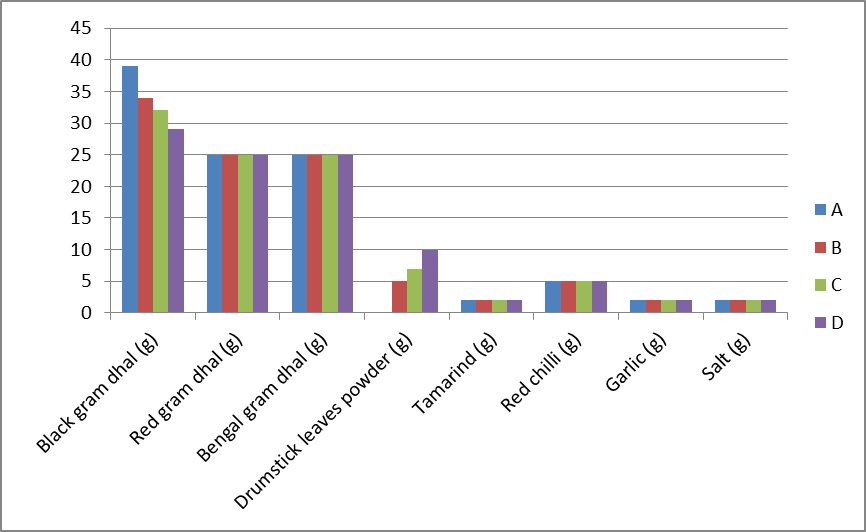 45
40
35
30
25
20
15
10
5
0
Black gram dhal (g)
Red gram dhal (g)
Bengal gram dhal (g)
Drumstick leaves powder (g)
Tamarind (g)
Red chilli (g)
Garlic (g)
Salt (g)
A
B
C
D